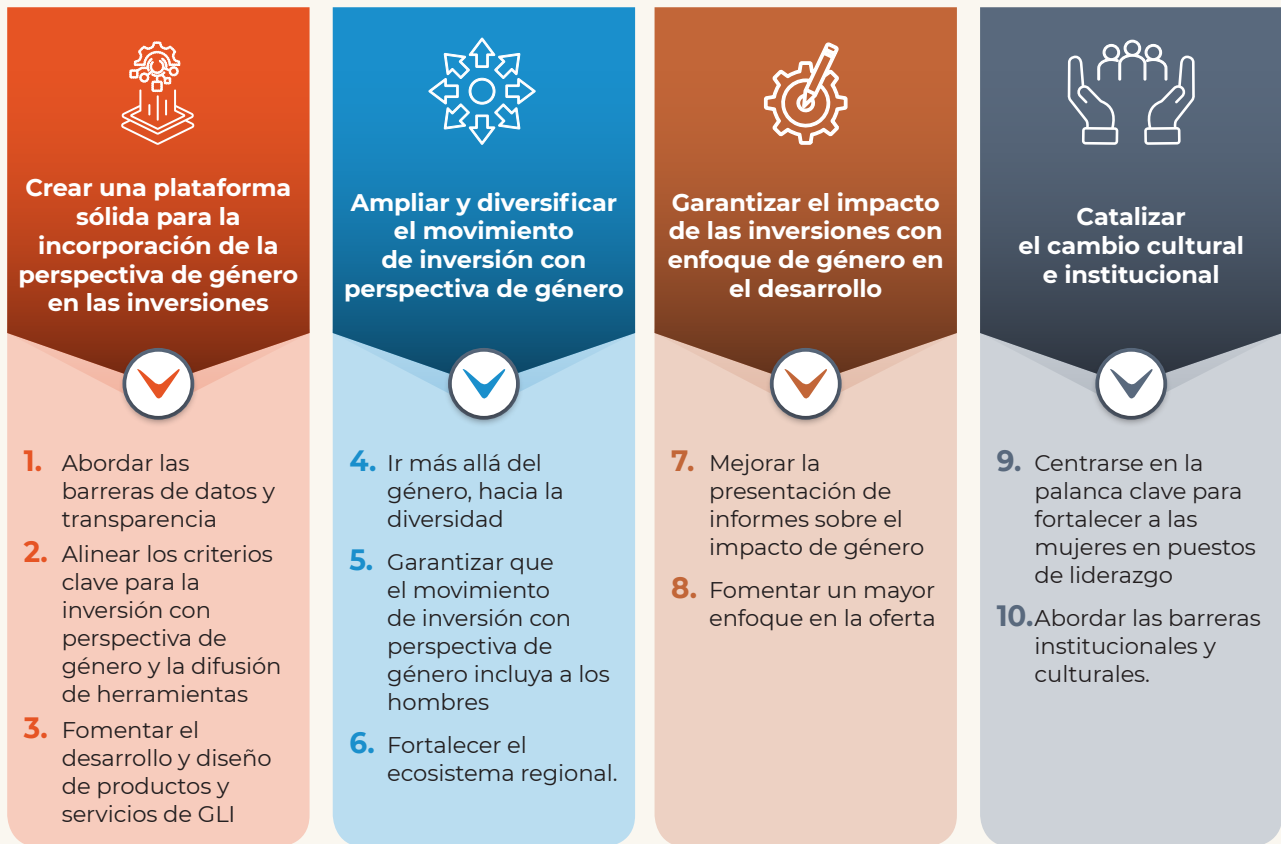 Crear una plataforma
sólida para la
incorporación de la
perspectiva de género
en las inversiones
1. Abordar las
barreras de datos y
transparencia
2. Alinear los criterios
clave para la
inversión con
perspectiva de
género y la difusión
de herramientas
3. Fomentar el
desarrollo y diseño
de productos y
servicios de GLI
Ampliar y diversificar
el movimiento
de inversión con
perspectiva de género
4. Ir más allá del
género, hacia la
diversidad
5. Garantizar que
el movimiento
de inversión con
perspectiva de
género incluya a los
hombres
6. Fortalecer el
ecosistema regional.
Garantizar el impacto
de las inversiones con
enfoque de género en
el desarrollo
7. Mejorar la
presentación de
informes sobre el
impacto de género
8. Fomentar un mayor
enfoque en la oferta
Catalizar
el cambio cultural
e institucional
9. Centrarse en la
palanca clave para
fortalecer a las
mujeres en puestos
de liderazgo
10. Abordar las barreras
institucionales y
culturales.